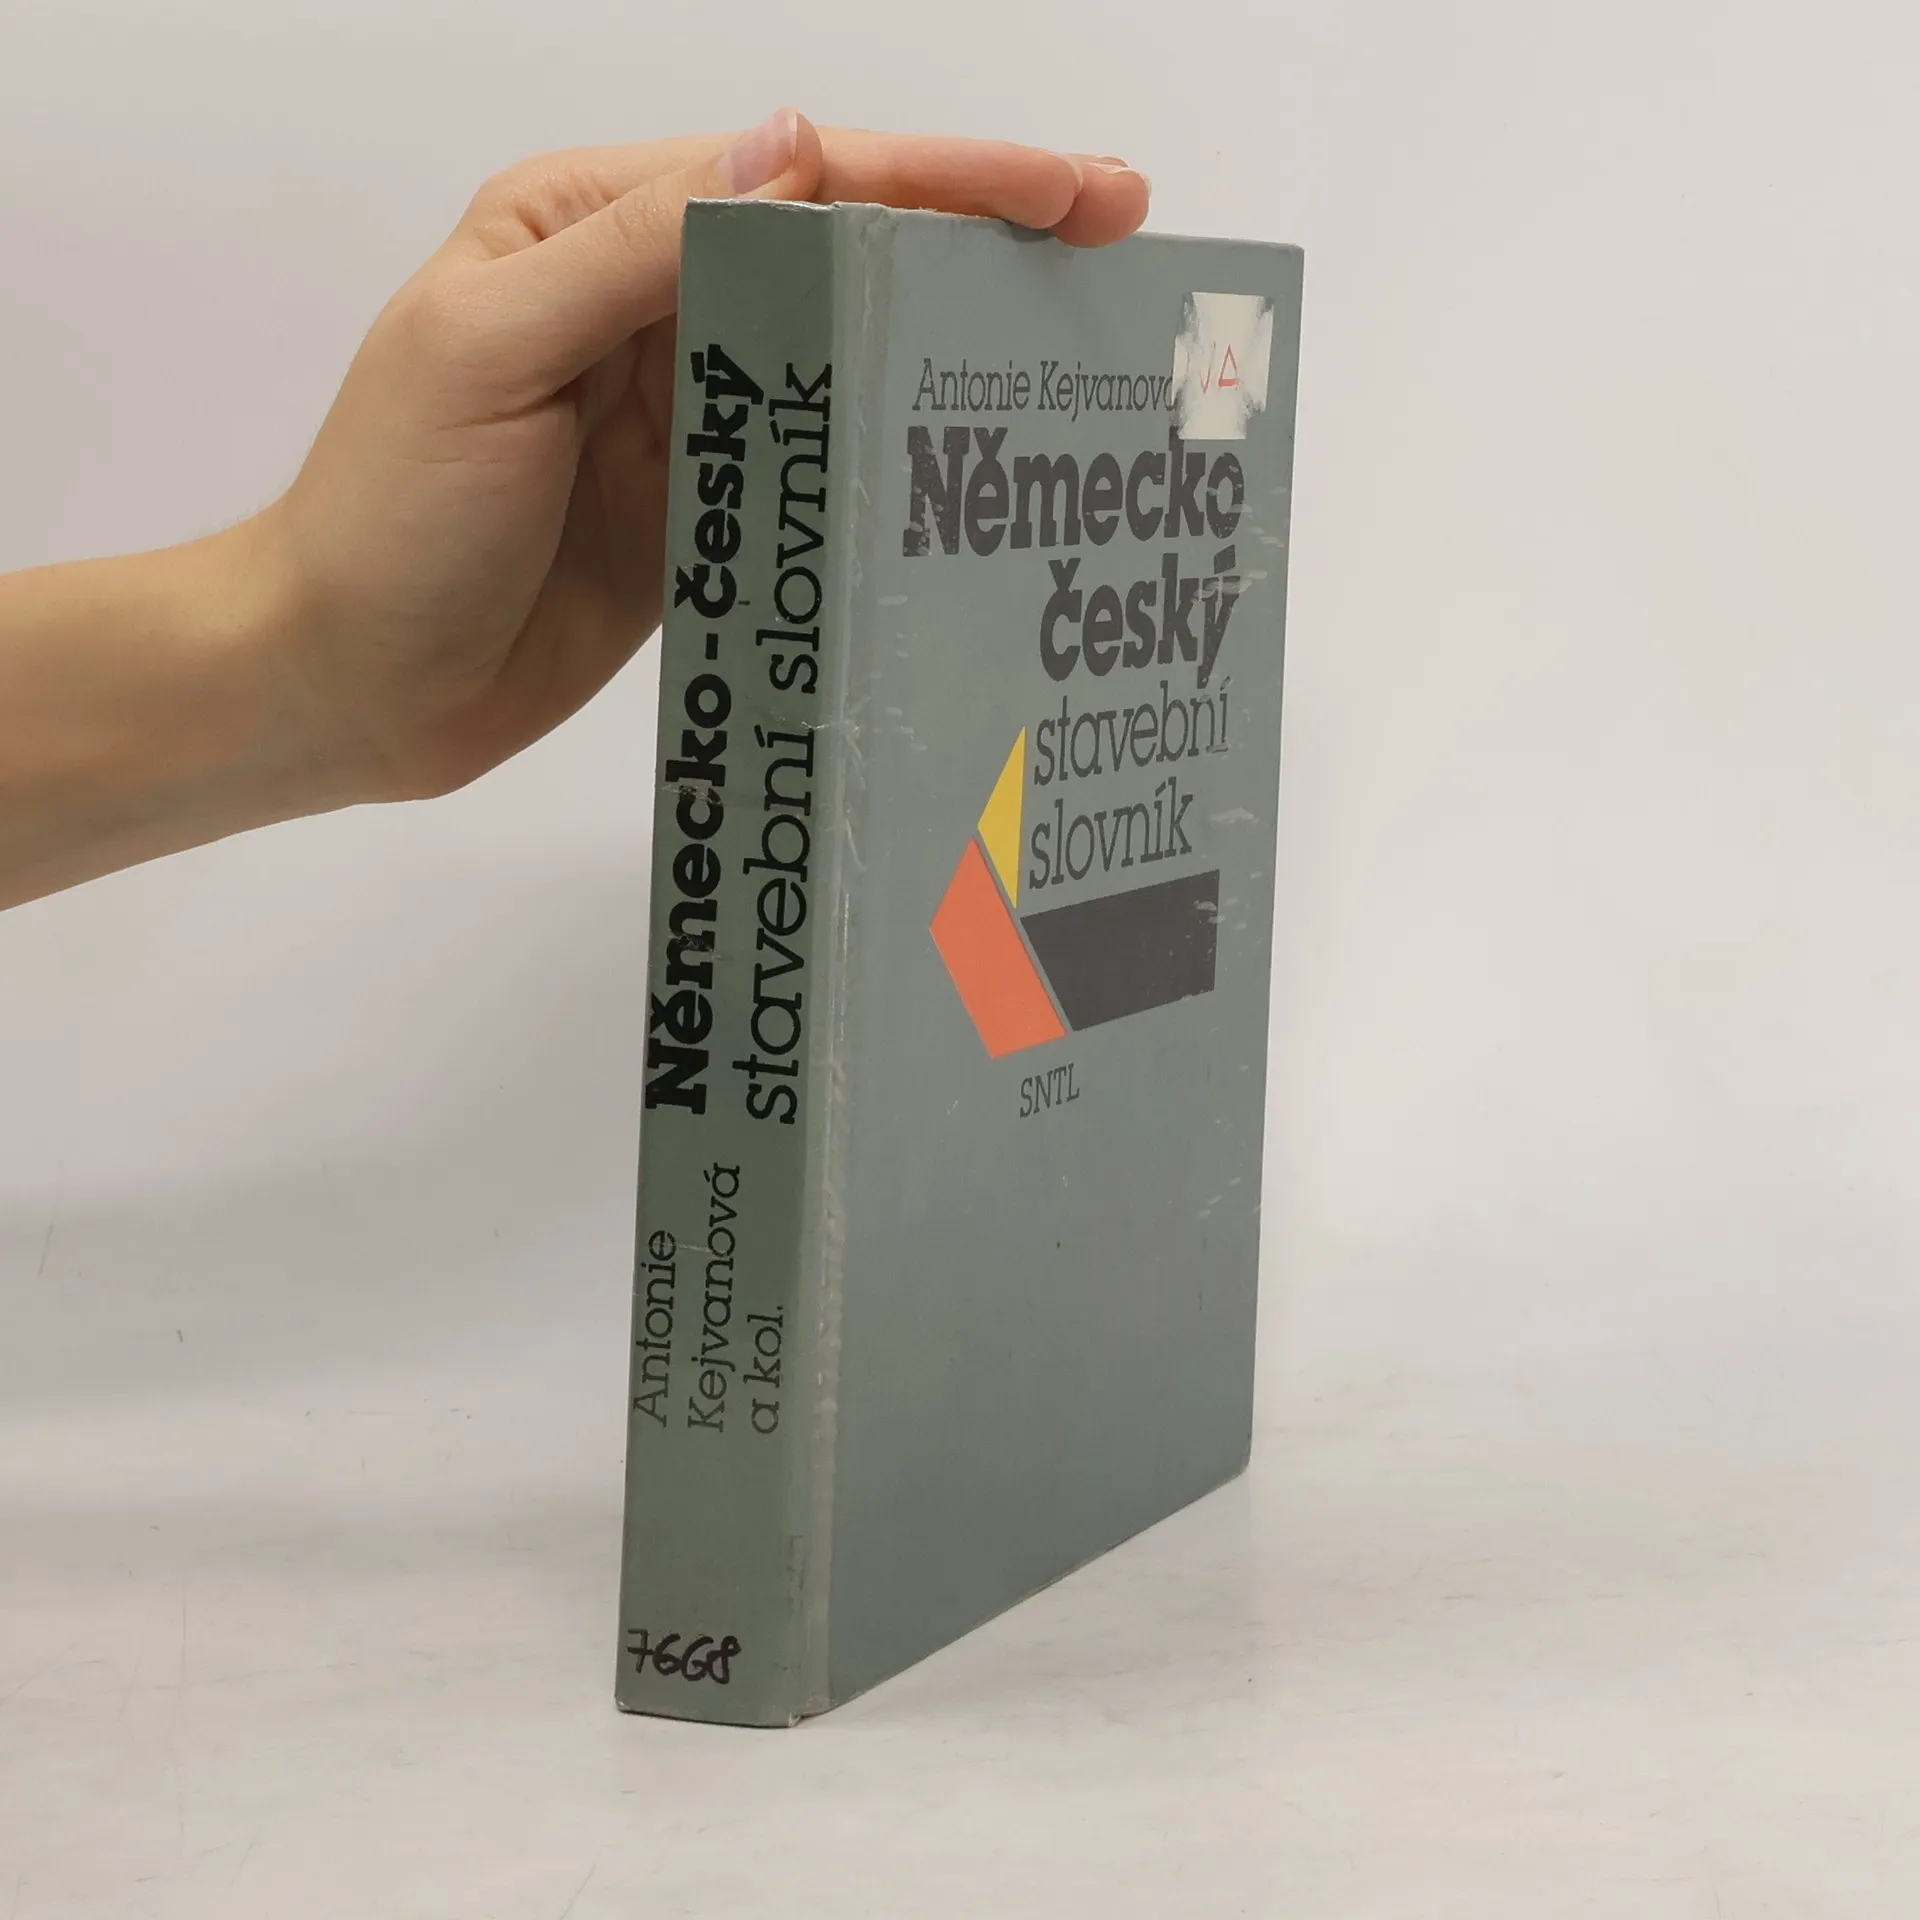 Německo-český
stavební slovník
Antonie
Kejvanová
a kol.
7668
Antonie Kejvanová
Německo
český
stavební
slovník
SNTL